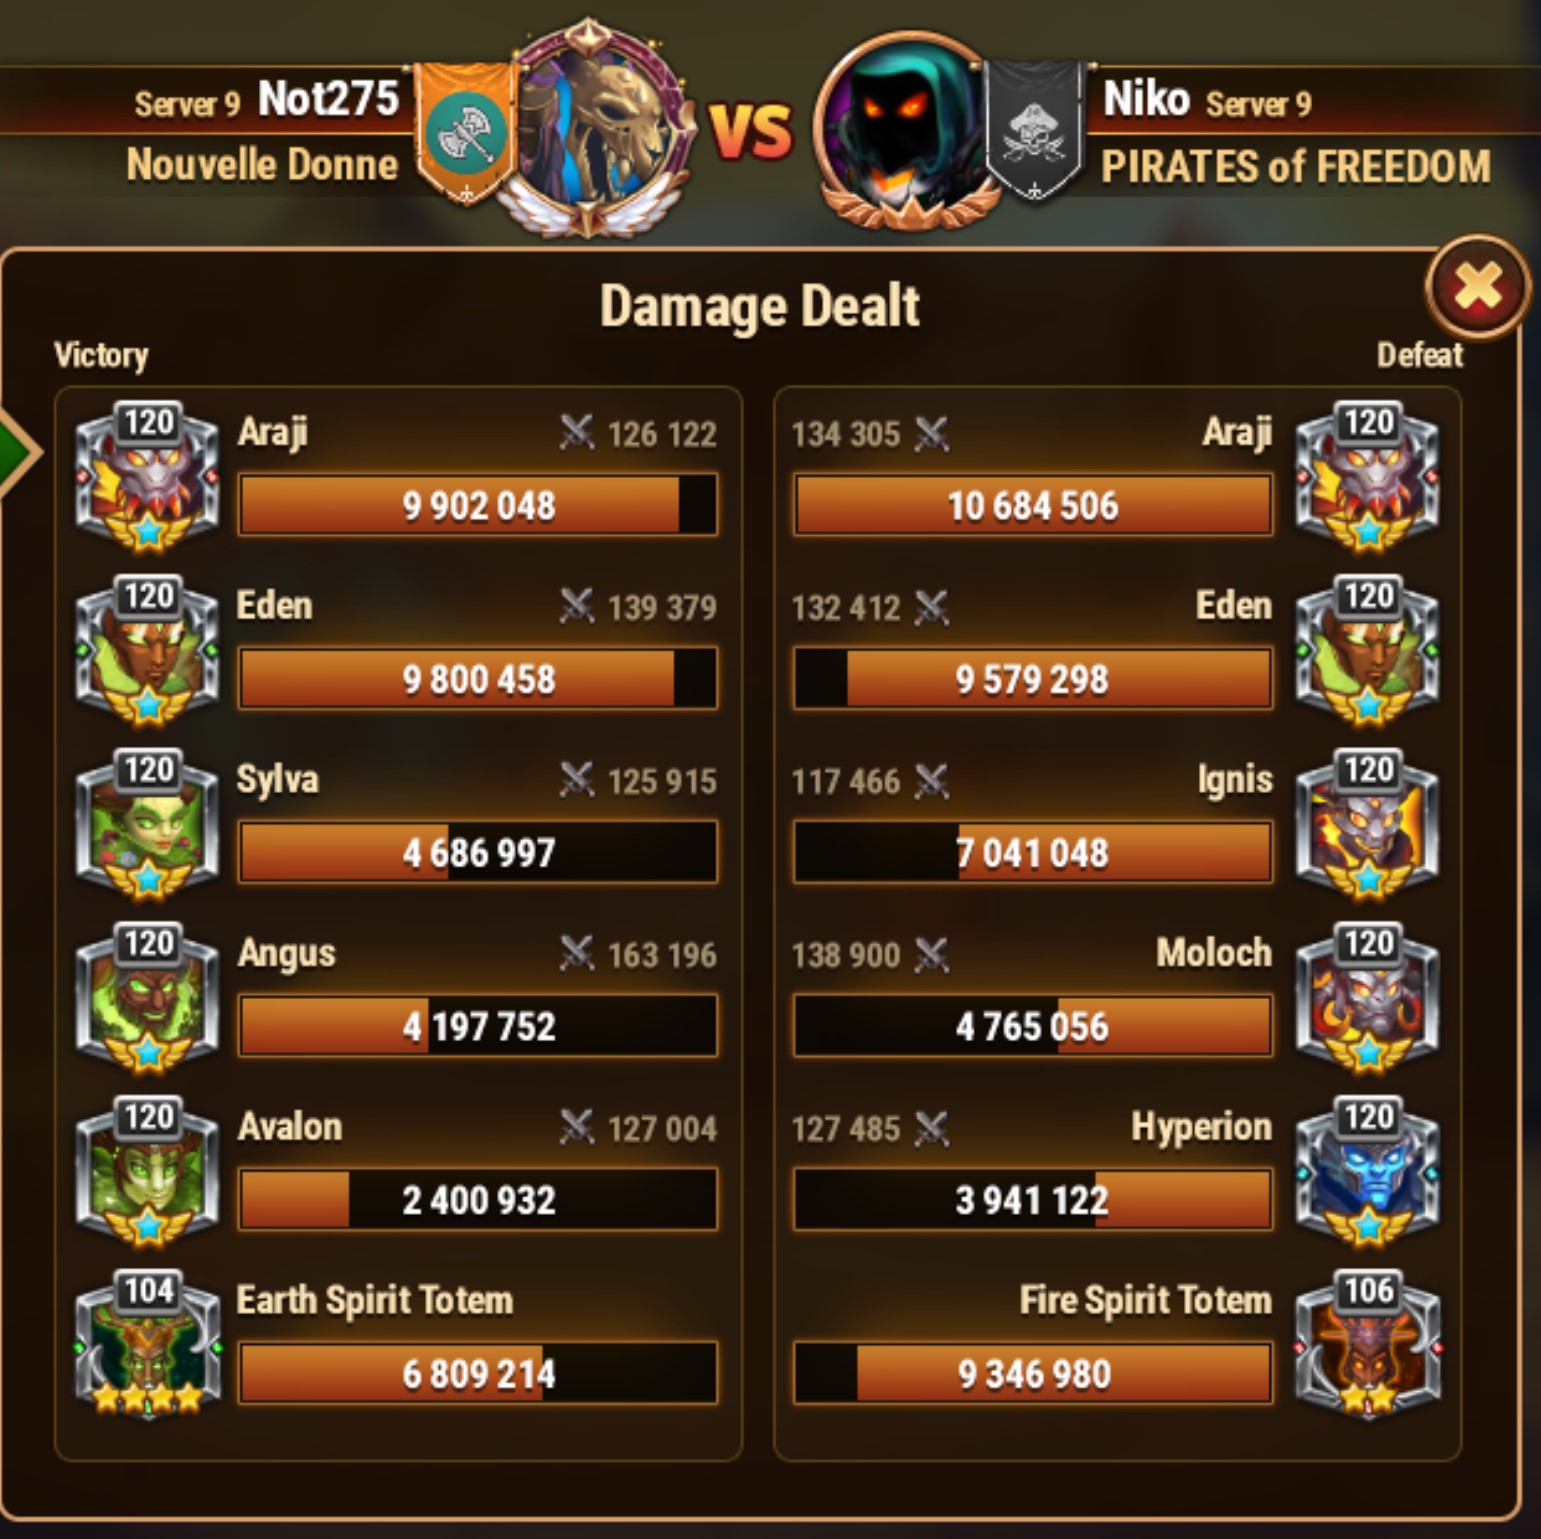 Server 9 Not275
Nouvelle Donne
VS
Niko Server 9
PIRATES of FREEDOM
Damage Dealt
Victory
Defeat
120 Araji 126 122
9 902 048
134 305 Araji 120
10 684 506
120 Eden 139 379
9 800 458
132 412 Eden 120
9 579 298
120 Sylva 125 915
4 686 997
117 466 Ignis 120
7 041 048
120 Angus 163 196
4 197 752
138 900 Moloch 120
4 765 056
120 Avalon 127 004
2 400 932
127 485 Hyperion 120
3 941 122
104 Earth Spirit Totem
6 809 214
Fire Spirit Totem 106
9 346 980